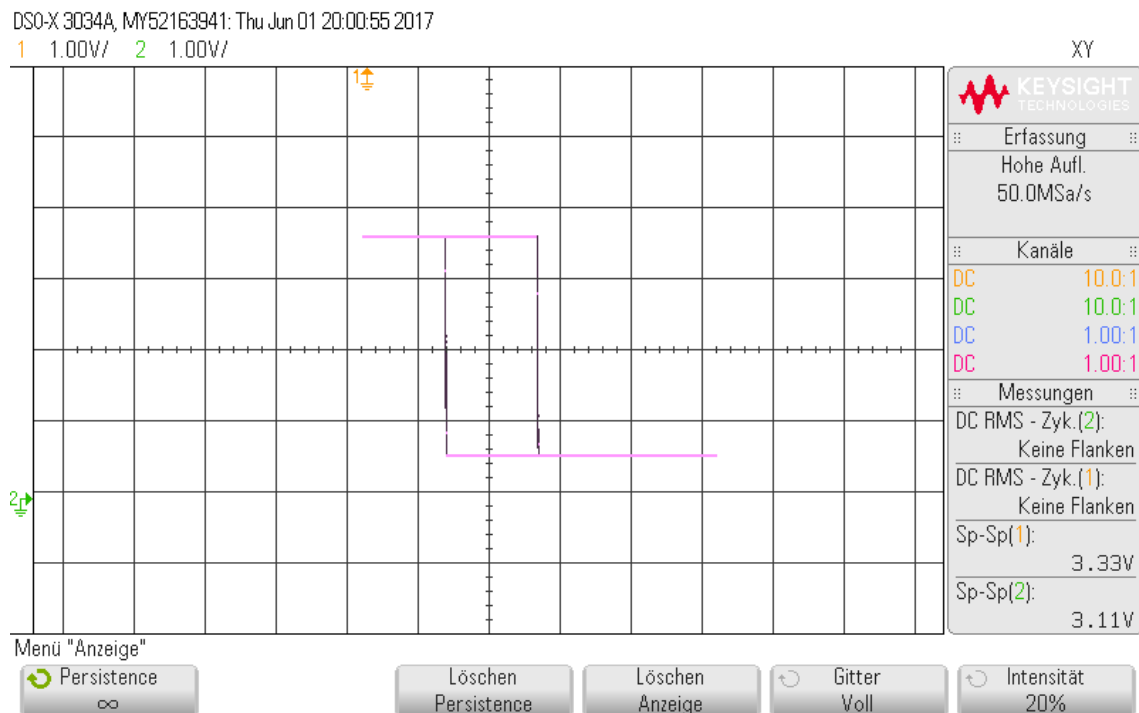 DSO-X 3034A, MY52163941: Thu Jun 01 20:00:55 2017
1 1.00V/ 2 1.00V/ XY
1
KEYSIGHT
TECHNOLOGIES
Erfassung
Hohe Aufl.
50.0MSa/s
Kanäle
DC 10.0:1
DC 10.0:1
DC 1.00:1
DC 1.00:1
Messungen
DC RMS - Zyk.(2):
Keine Flanken
DC RMS - Zyk.(1):
Keine Flanken
Sp-Sp(1):
3.33V
Sp-Sp(2):
3.11V
2
Menü "Anzeige"
Persistence
∞
Löschen
Persistence
Löschen
Anzeige
Gitter
Voll
Intensität
20%